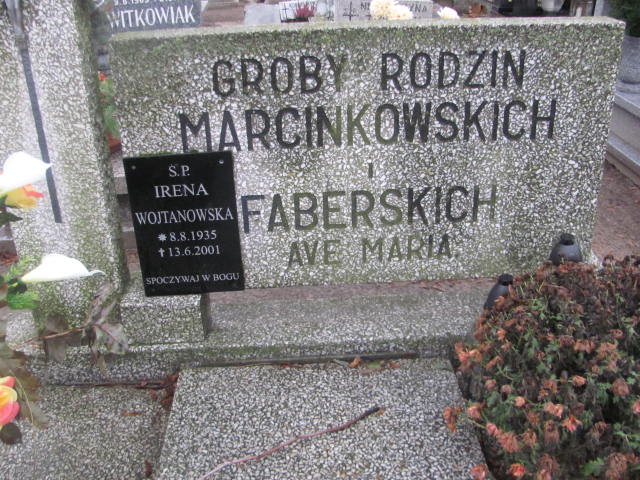 WITKOWIAK
GROBY RODZIN
MARCINKOWSKICH
I
FABERSKICH
AVE MARIA
Ś.P.
IRENA
WOJTANOWSKA
* 8.8.1935
† 13.6.2001
SPOCZYWAJ W BOGU